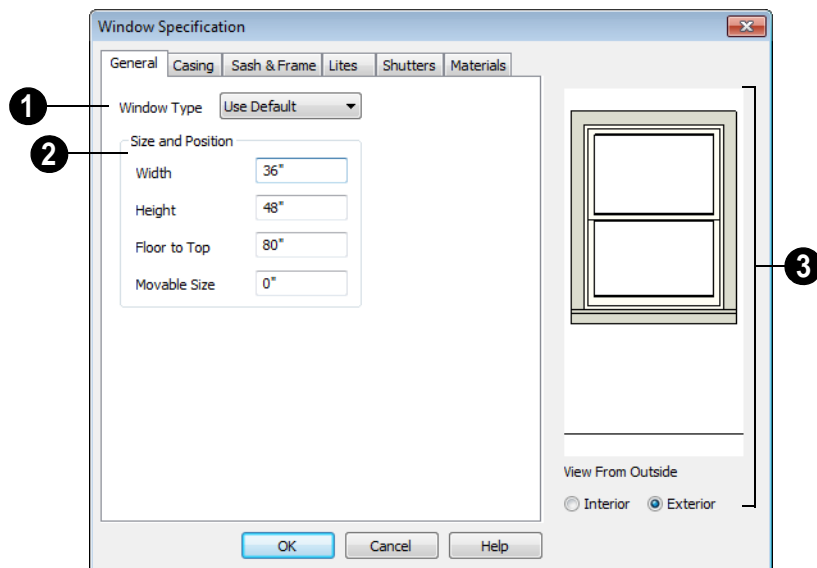 Window Specification
General Casing Sash & Frame Lites Shutters Materials
1 Window Type Use Default
2 Size and Position
Width 36"
Height 48"
Floor to Top 80"
Movable Size 0"
3
View From Outside
Interior Exterior
OK Cancel Help